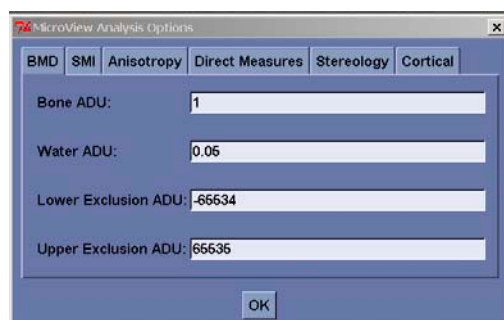 MicroView Analysis Options
BMD SMI Anisotropy Direct Measures Stereology Cortical
Bone ADU: 1
Water ADU: 0.05
Lower Exclusion ADU: -65534
Upper Exclusion ADU: 65535
OK